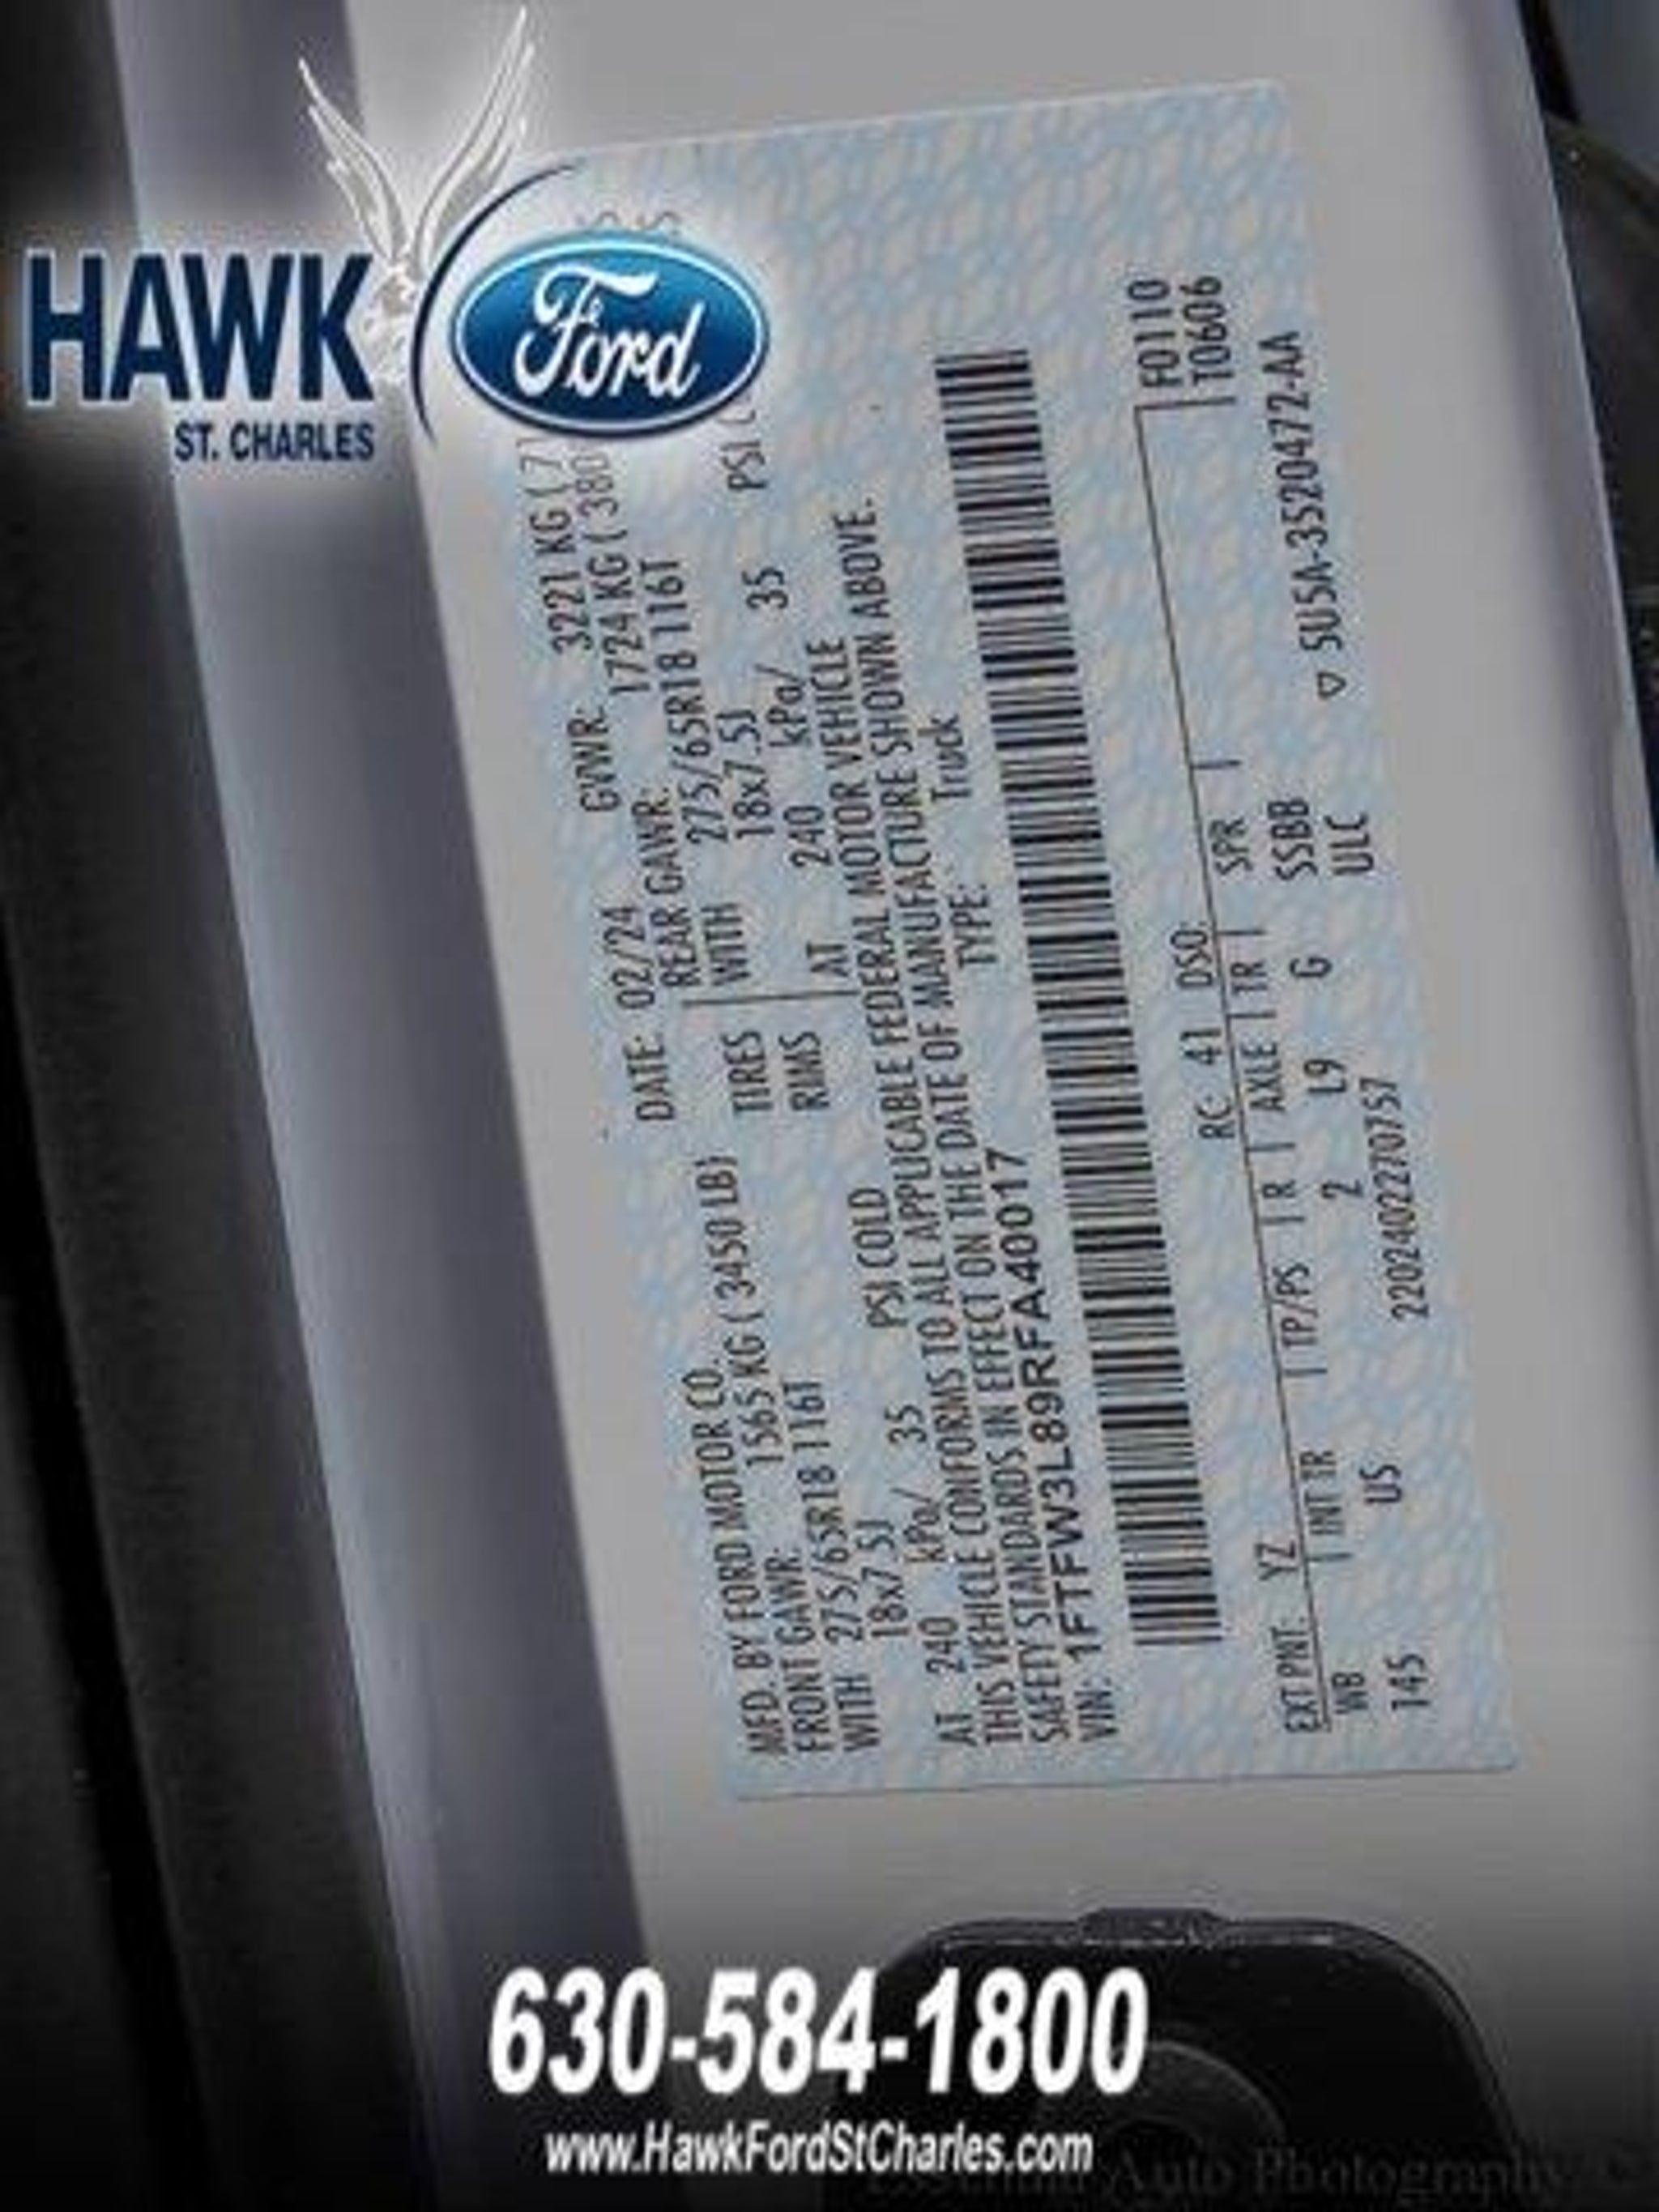 HAWK
ST. CHARLES
Ford
MFD. BY FORD MOTOR CO.
DATE: 02/24 GVWR: 3221 KG (
FRONT GAWR: 1565 KG ( 3450 LB)
REAR GAWR: 1724 KG ( 380
WITH 275/65R18 116T TIRES WITH 275/65R18 116T
18x7.5J RIMS 18x7.5J
AT 240 kPa/ 35 PSI COLD AT 240 kPa/ 35 PSI
THIS VEHICLE CONFORMS TO ALL APPLICABLE FEDERAL MOTOR VEHICLE
SAFETY STANDARDS IN EFFECT ON THE DATE OF MANUFACTURE SHOWN ABOVE.
VIN: 1FTFW3L89RFA40017 TYPE: Truck
F0110
T0606
EXT PNT: YZ RC: 41 DSO:
WB INT TR TP/PS R AXLE TR SPR
145 US 2 L9 G SSBB
2202402270757 ULC
▽ SU5A-3520472-AA
630-584-1800
www.HawkFordStCharles.com
Auto Photography